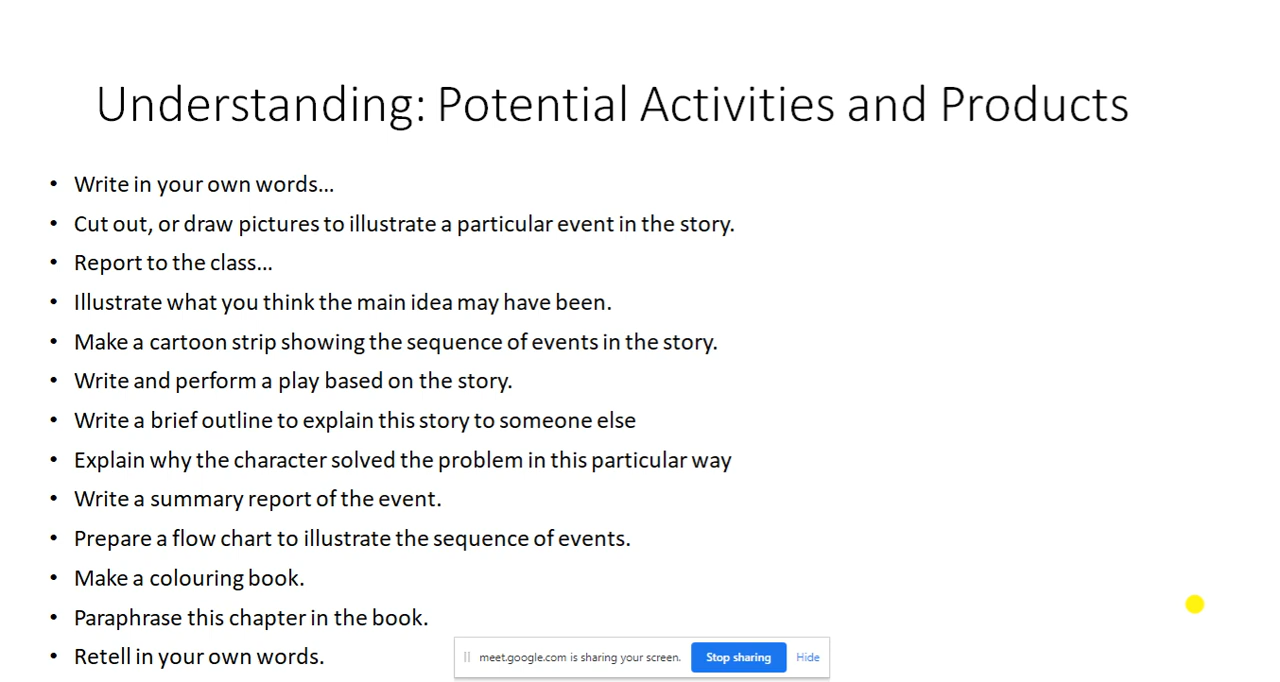 Understanding: Potential Activities and Products
• Write in your own words...
• Cut out, or draw pictures to illustrate a particular event in the story.
• Report to the class...
• Illustrate what you think the main idea may have been.
• Make a cartoon strip showing the sequence of events in the story.
• Write and perform a play based on the story.
• Write a brief outline to explain this story to someone else
• Explain why the character solved the problem in this particular way
• Write a summary report of the event.
• Prepare a flow chart to illustrate the sequence of events.
• Make a colouring book.
• Paraphrase this chapter in the book.
• Retell in your own words.
meet.google.com is sharing your screen. Stop sharing Hide